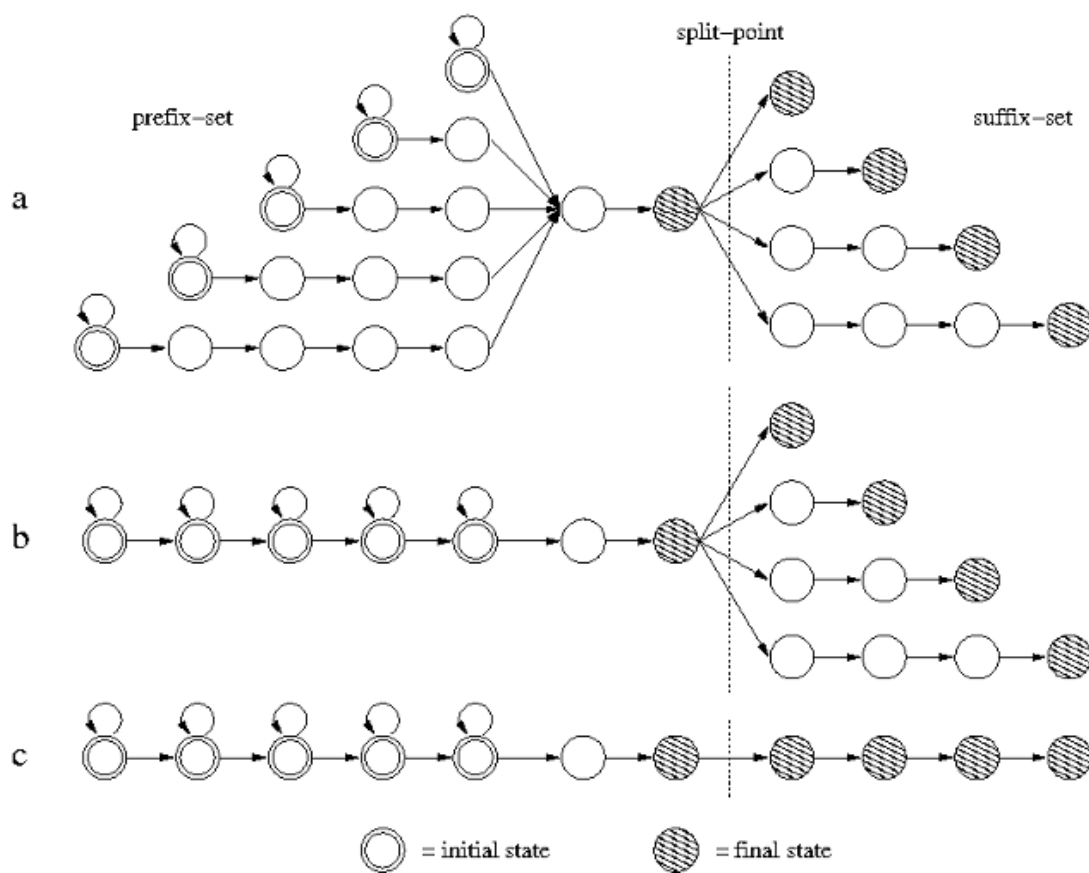 split-point
prefix-set
suffix-set
a
b
c
= initial state
= final state